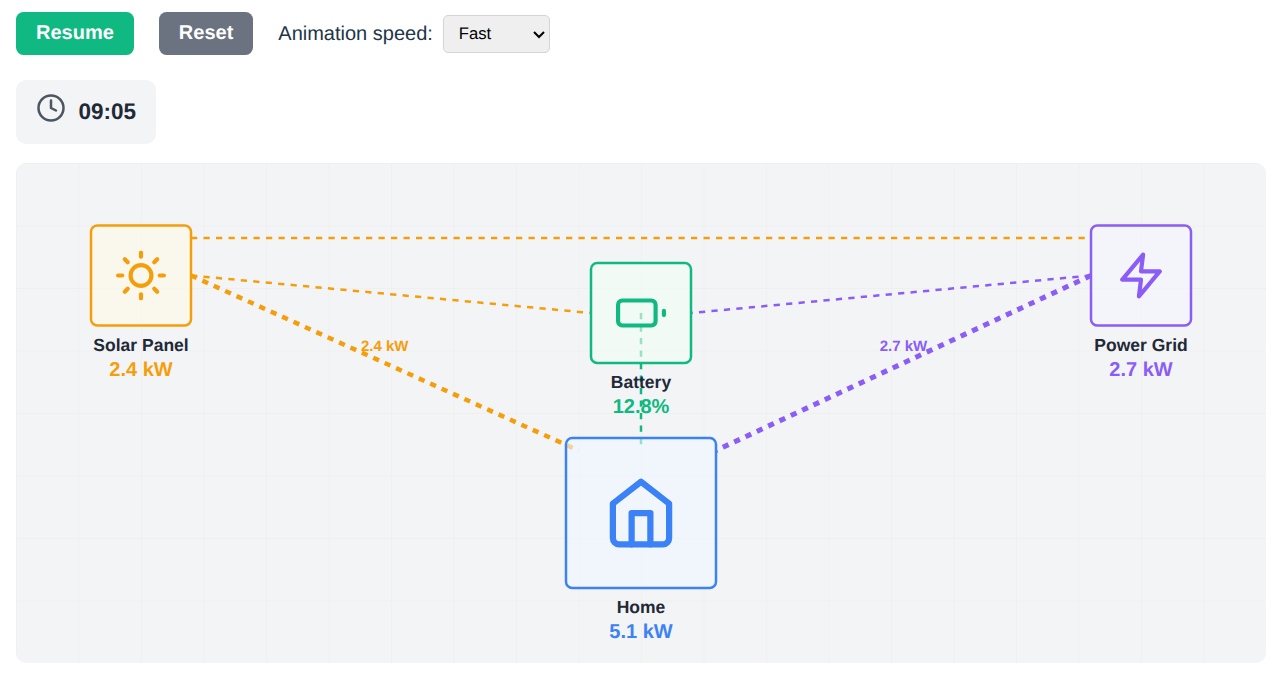 Resume Reset Animation speed: Fast
09:05
Solar Panel
2.4 kW
2.4 kW
Battery
12.8%
2.7 kW
Power Grid
2.7 kW
Home
5.1 kW